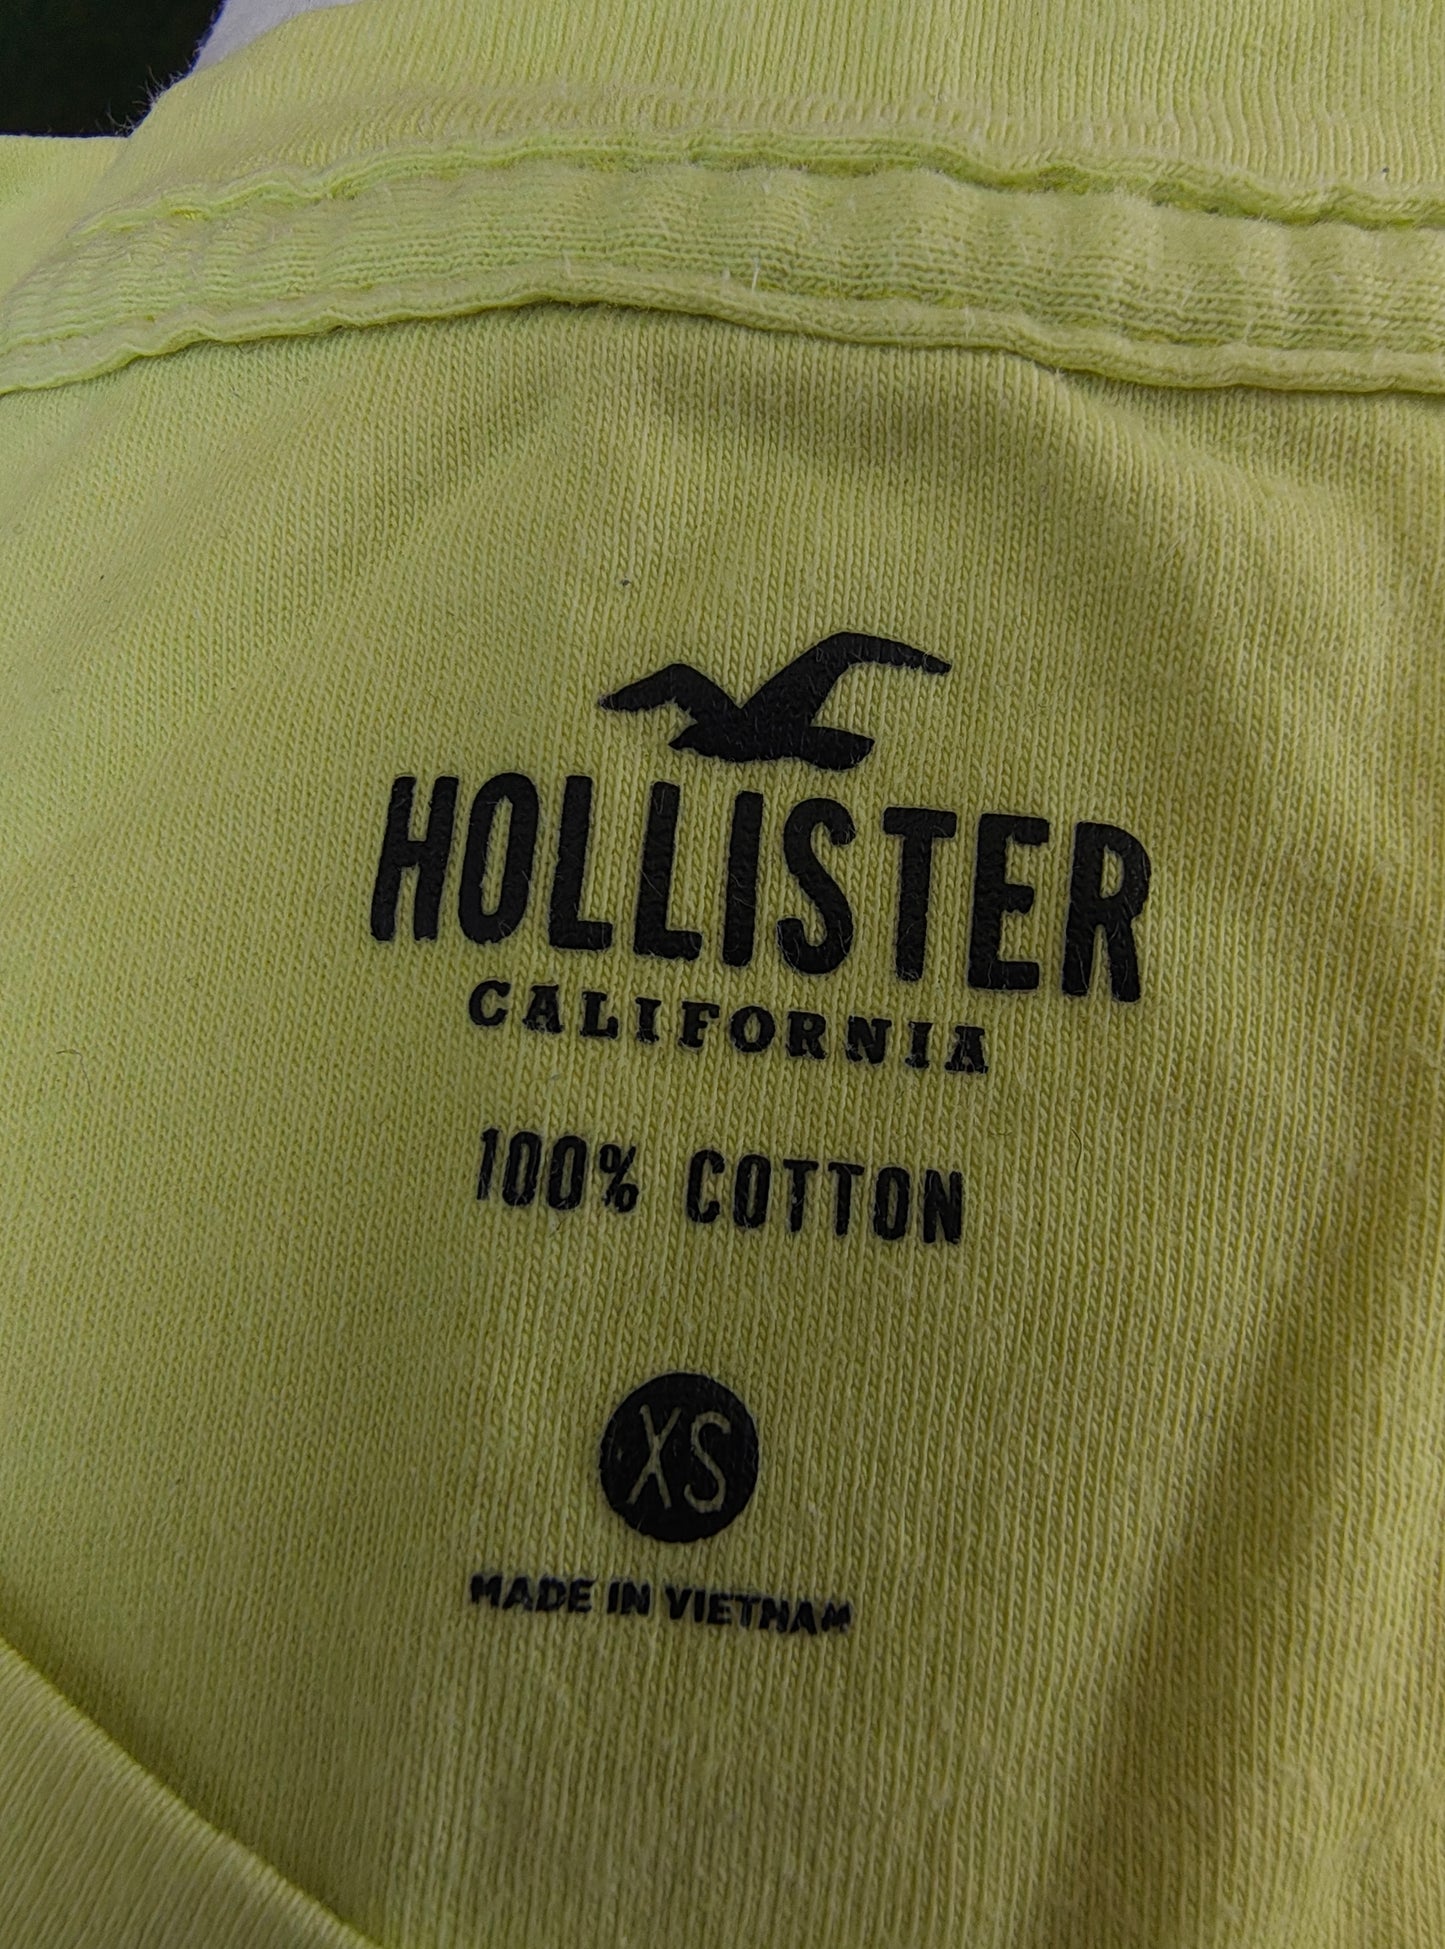 HOLLISTER
CALIFORNIA
100% COTTON
XS
MADE IN VIETNAM